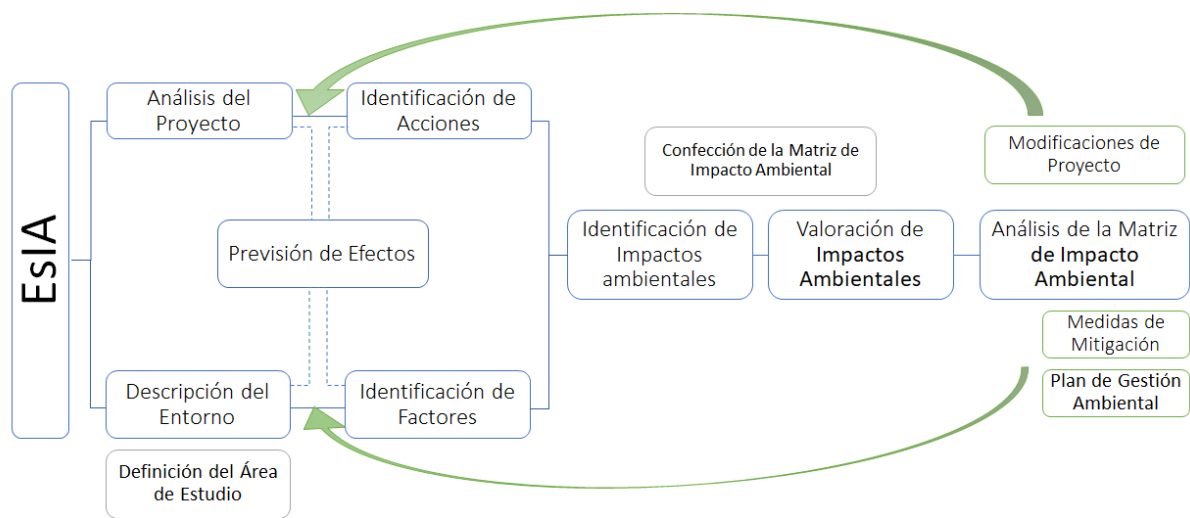 EsIA
Análisis del
Proyecto
Identificación de
Acciones
Previsión de Efectos
Descripción del
Entorno
Identificación de
Factores
Definición del Área
de Estudio
Confección de la Matriz de
Impacto Ambiental
Identificación de
Impactos
ambientales
Valoración de
Impactos
Ambientales
Modificaciones de
Proyecto
Análisis de la Matriz
de Impacto
Ambiental
Medidas de
Mitigación
Plan de Gestión
Ambiental